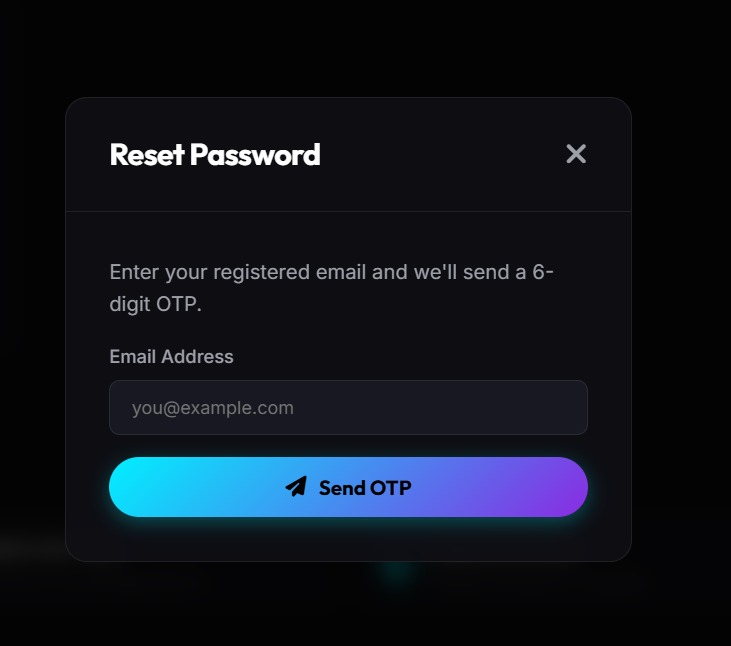 Reset Password
Enter your registered email and we'll send a 6-
digit OTP.
Email Address
you@example.com
Send OTP